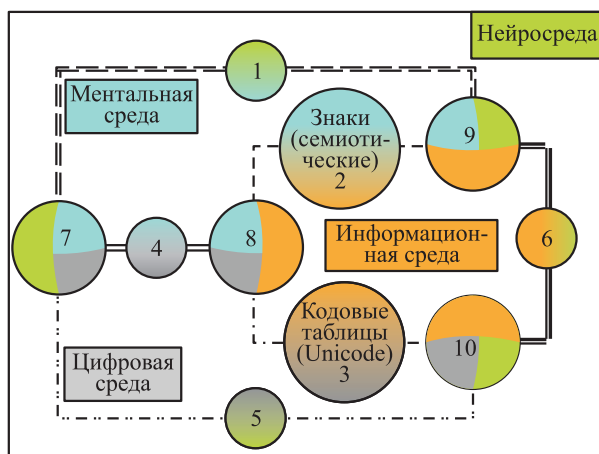 Нейросреда
1
Ментальная
среда
Знаки
(семиоти-
ческие)
2
9
7
4
8
Информацион-
ная среда
6
Кодовые
таблицы
(Unicode)
3
10
Цифровая
среда
5